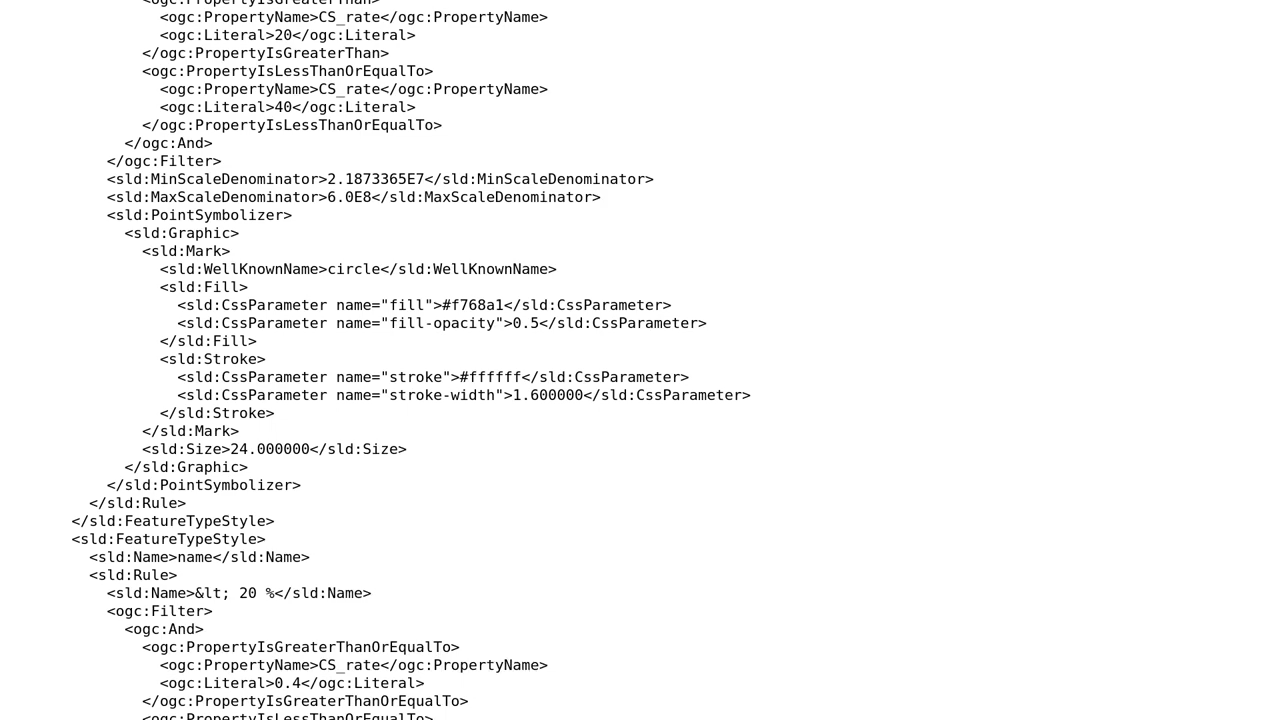 <ogc:PropertyIsGreaterThan>
<ogc:PropertyName>CS_rate</ogc:PropertyName>
<ogc:Literal>20</ogc:Literal>
</ogc:PropertyIsGreaterThan>
<ogc:PropertyIsLessThanOrEqualTo>
<ogc:PropertyName>CS_rate</ogc:PropertyName>
<ogc:Literal>40</ogc:Literal>
</ogc:PropertyIsLessThanOrEqualTo>
</ogc:And>
</ogc:Filter>
<sld:MinScaleDenominator>2.1873365E7</sld:MinScaleDenominator>
<sld:MaxScaleDenominator>6.0E8</sld:MaxScaleDenominator>
<sld:PointSymbolizer>
<sld:Graphic>
<sld:Mark>
<sld:WellKnownName>circle</sld:WellKnownName>
<sld:Fill>
<sld:CssParameter name="fill">#f768a1</sld:CssParameter>
<sld:CssParameter name="fill-opacity">0.5</sld:CssParameter>
</sld:Fill>
<sld:Stroke>
<sld:CssParameter name="stroke">#ffffff</sld:CssParameter>
<sld:CssParameter name="stroke-width">1.600000</sld:CssParameter>
</sld:Stroke>
</sld:Mark>
<sld:Size>24.000000</sld:Size>
</sld:Graphic>
</sld:PointSymbolizer>
</sld:Rule>
</sld:FeatureTypeStyle>
<sld:FeatureTypeStyle>
<sld:Name>name</sld:Name>
<sld:Rule>
<sld:Name>&lt; 20 %</sld:Name>
<ogc:Filter>
<ogc:And>
<ogc:PropertyIsGreaterThanOrEqualTo>
<ogc:PropertyName>CS_rate</ogc:PropertyName>
<ogc:Literal>0.4</ogc:Literal>
</ogc:PropertyIsGreaterThanOrEqualTo>
<ogc:PropertyIsLessThanOrEqualTo>